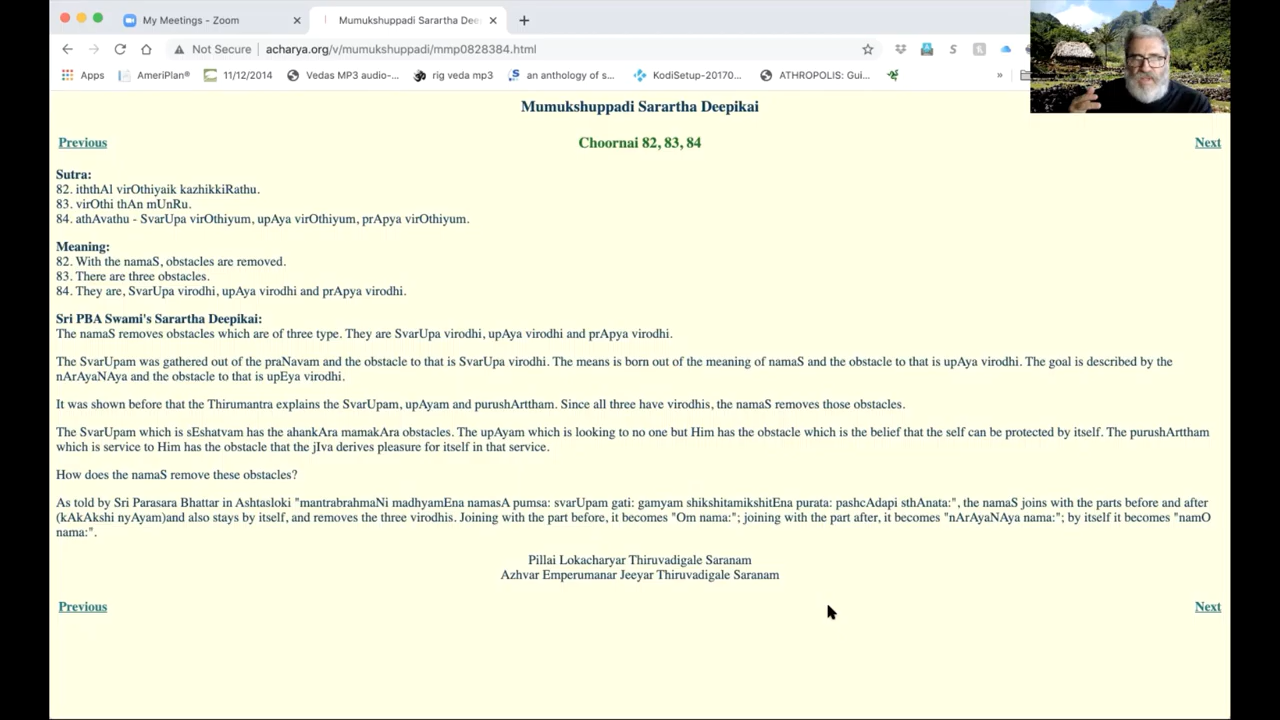 My Meetings - Zoom
Mumukshuppadi Sarartha Dee
Not Secure | acharya.org/v/mumukshuppadi/mmp0828384.html
Apps AmeriPlan® 11/12/2014 Vedas MP3 audio-... rig veda mp3 an anthology of s... KodiSetup-20170... ATHROPOLIS: Gui... »
Mumukshuppadi Sarartha Deepikai
Previous Choornai 82, 83, 84 Next
Sutra:
82. iththAl virOthiyaik kazhikkiRathu.
83. virOthi thAn mUnRu.
84. athAvathu - SvarUpa virOthiyum, upAya virOthiyum, prApya virOthiyum.
Meaning:
82. With the namaS, obstacles are removed.
83. There are three obstacles.
84. They are, SvarUpa virodhi, upAya virodhi and prApya virodhi.
Sri PBA Swami's Sarartha Deepikai:
The namaS removes obstacles which are of three type. They are SvarUpa virodhi, upAya virodhi and prApya virodhi.
The SvarUpam was gathered out of the praNavam and the obstacle to that is SvarUpa virodhi. The means is born out of the meaning of namaS and the obstacle to that is upAya virodhi. The goal is described by the
nArAyaNAya and the obstacle to that is upEya virodhi.
It was shown before that the Thirumantra explains the SvarUpam, upAyam and purushArttham. Since all three have virodhis, the namaS removes those obstacles.
The SvarUpam which is sEshatvam has the ahankAra mamakAra obstacles. The upAyam which is looking to no one but Him has the obstacle which is the belief that the self can be protected by itself. The purushArttham
which is service to Him has the obstacle that the jIva derives pleasure for itself in that service.
How does the namaS remove these obstacles?
As told by Sri Parasara Bhattar in Ashtasloki "mantrabrahmaNi madhyamEna namasA pumsa: svarUpam gati: gamyam shikshitamikshitEna purata: pashcAdapi sthAnata:", the namaS joins with the parts before and after
(kAkAkshi nyAyam)and also stays by itself, and removes the three virodhis. Joining with the part before, it becomes "Om nama:"; joining with the part after, it becomes "nArAyaNAya nama:"; by itself it becomes "namO
nama:".
Pillai Lokacharyar Thiruvadigale Saranam
Azhvar Emperumanar Jeeyar Thiruvadigale Saranam
Previous Next